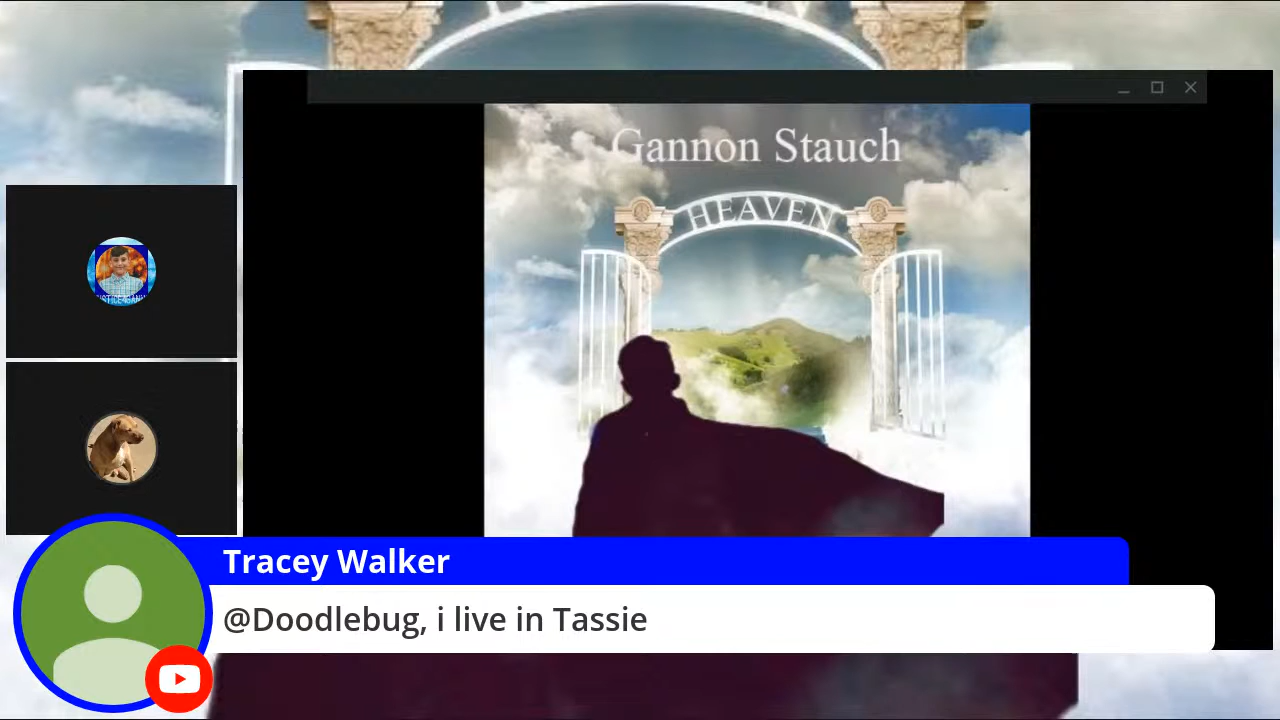 Gannon Stauch
HEAVEN
Tracey Walker
@Doodlebug, i live in Tassie